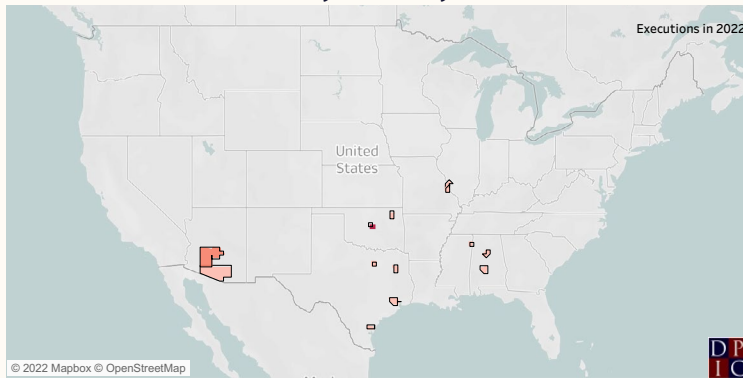 Executions in 2022
United
States
© 2022 Mapbox © OpenStreetMap
D P
I C